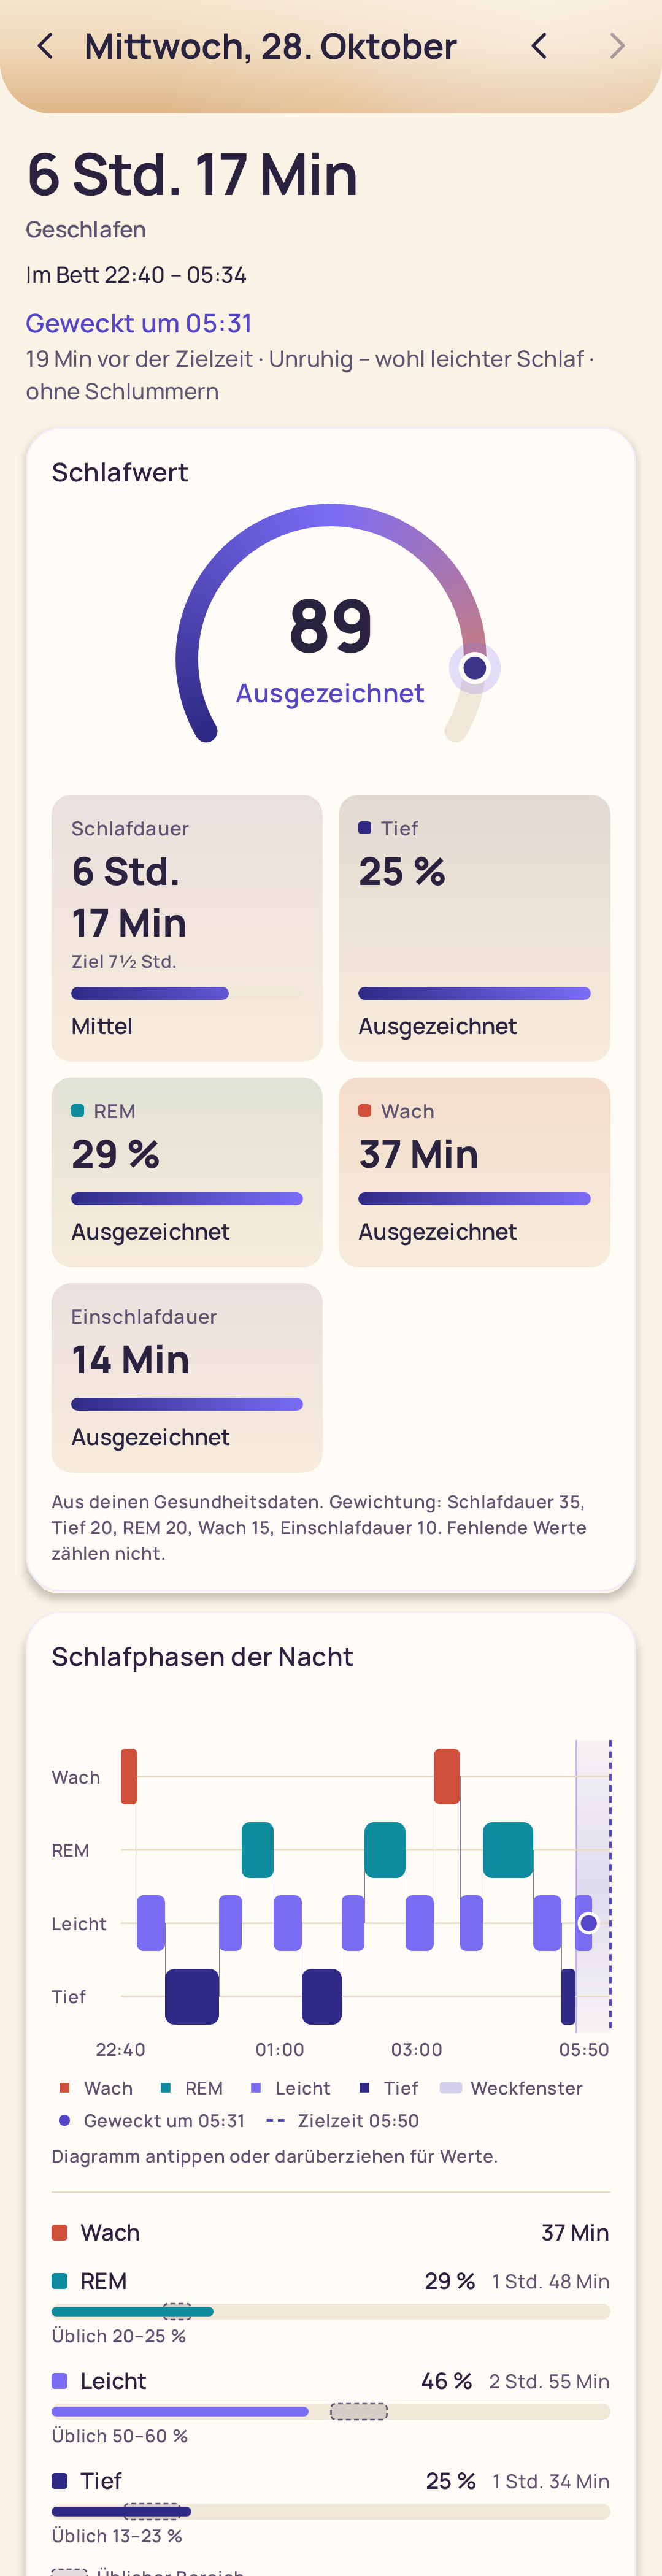 Mittwoch, 28. Oktober
6 Std. 17 Min
Geschlafen
Im Bett 22:40 – 05:34
Geweckt um 05:31
19 Min vor der Zielzeit · Unruhig – wohl leichter Schlaf ·
ohne Schlummern
Schlafwert
89
Ausgezeichnet
Schlafdauer
6 Std.
17 Min
Ziel 7½ Std.
Mittel
Tief
25 %
Ausgezeichnet
REM
29 %
Ausgezeichnet
Wach
37 Min
Ausgezeichnet
Einschlafdauer
14 Min
Ausgezeichnet
Aus deinen Gesundheitsdaten. Gewichtung: Schlafdauer 35,
Tief 20, REM 20, Wach 15, Einschlafdauer 10. Fehlende Werte
zählen nicht.
Schlafphasen der Nacht
Wach
REM
Leicht
Tief
22:40 01:00 03:00 05:50
Wach REM Leicht Tief Weckfenster
Geweckt um 05:31 Zielzeit 05:50
Diagramm antippen oder darüberziehen für Werte.
Wach 37 Min
REM 29 % 1 Std. 48 Min
Üblich 20–25 %
Leicht 46 % 2 Std. 55 Min
Üblich 50–60 %
Tief 25 % 1 Std. 34 Min
Üblich 13–23 %
Üblicher Bereich